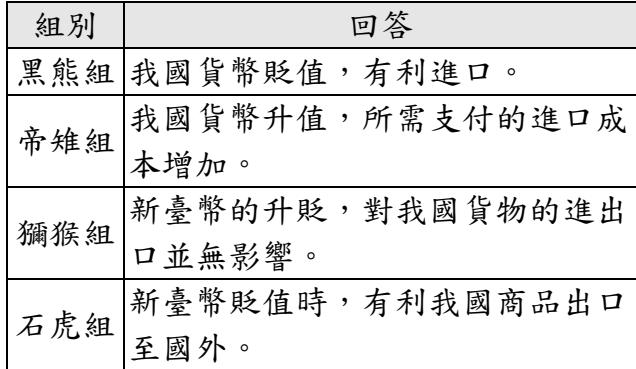 組別 回答
黑熊組 我國貨幣貶值，有利進口。
帝雉組 我國貨幣升值，所需支付的進口成
本增加。
獼猴組 新臺幣的升貶，對我國貨物的進出
口並無影響。
石虎組 新臺幣貶值時，有利我國商品出口
至國外。